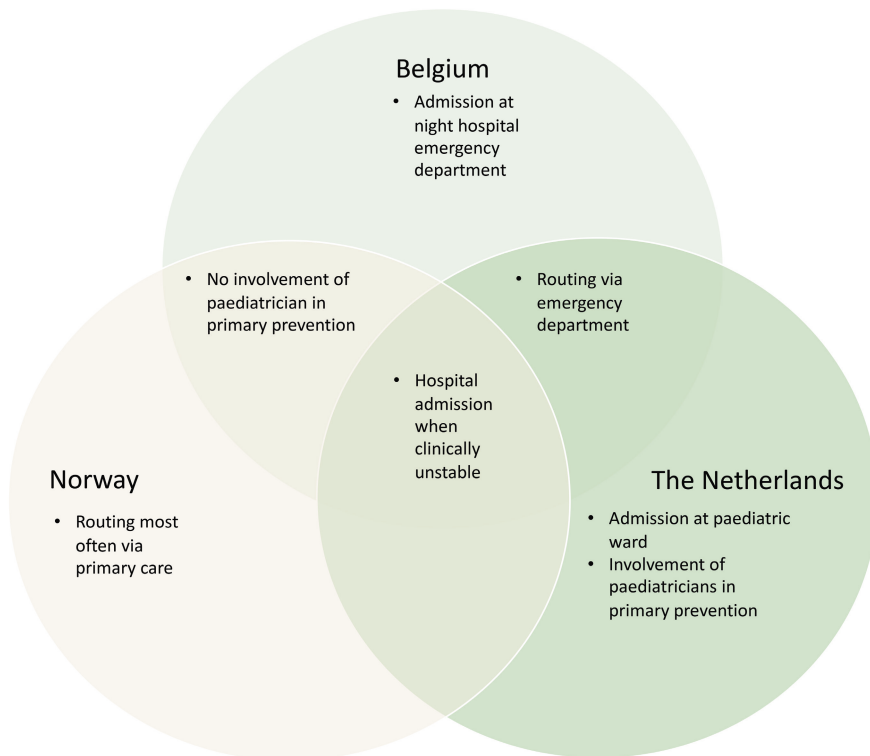 Belgium
• Admission at
night hospital
emergency
department
• No involvement of
paediatrician in
primary prevention
• Routing via
emergency
department
• Hospital
admission
when
clinically
unstable
Norway
• Routing most
often via
primary care
The Netherlands
• Admission at paediatric
ward
• Involvement of
paediatricians in
primary prevention